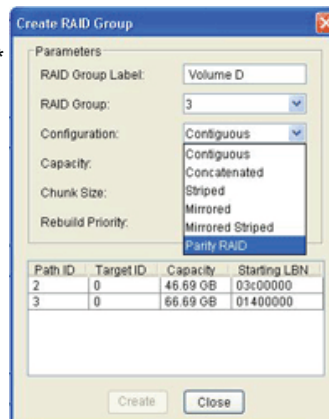 Create RAID Group
Parameters
RAID Group Label: Volume D
RAID Group: 3
Configuration: Contiguous
Contiguous
Concatenated
Striped
Mirrored
Mirrored Striped
Parity RAID
Capacity:
Chunk Size:
Rebuild Priority:
Path ID Target ID Capacity Starting LBN
2 0 46.69 GB 03c00000
3 0 66.69 GB 01400000
Create Close